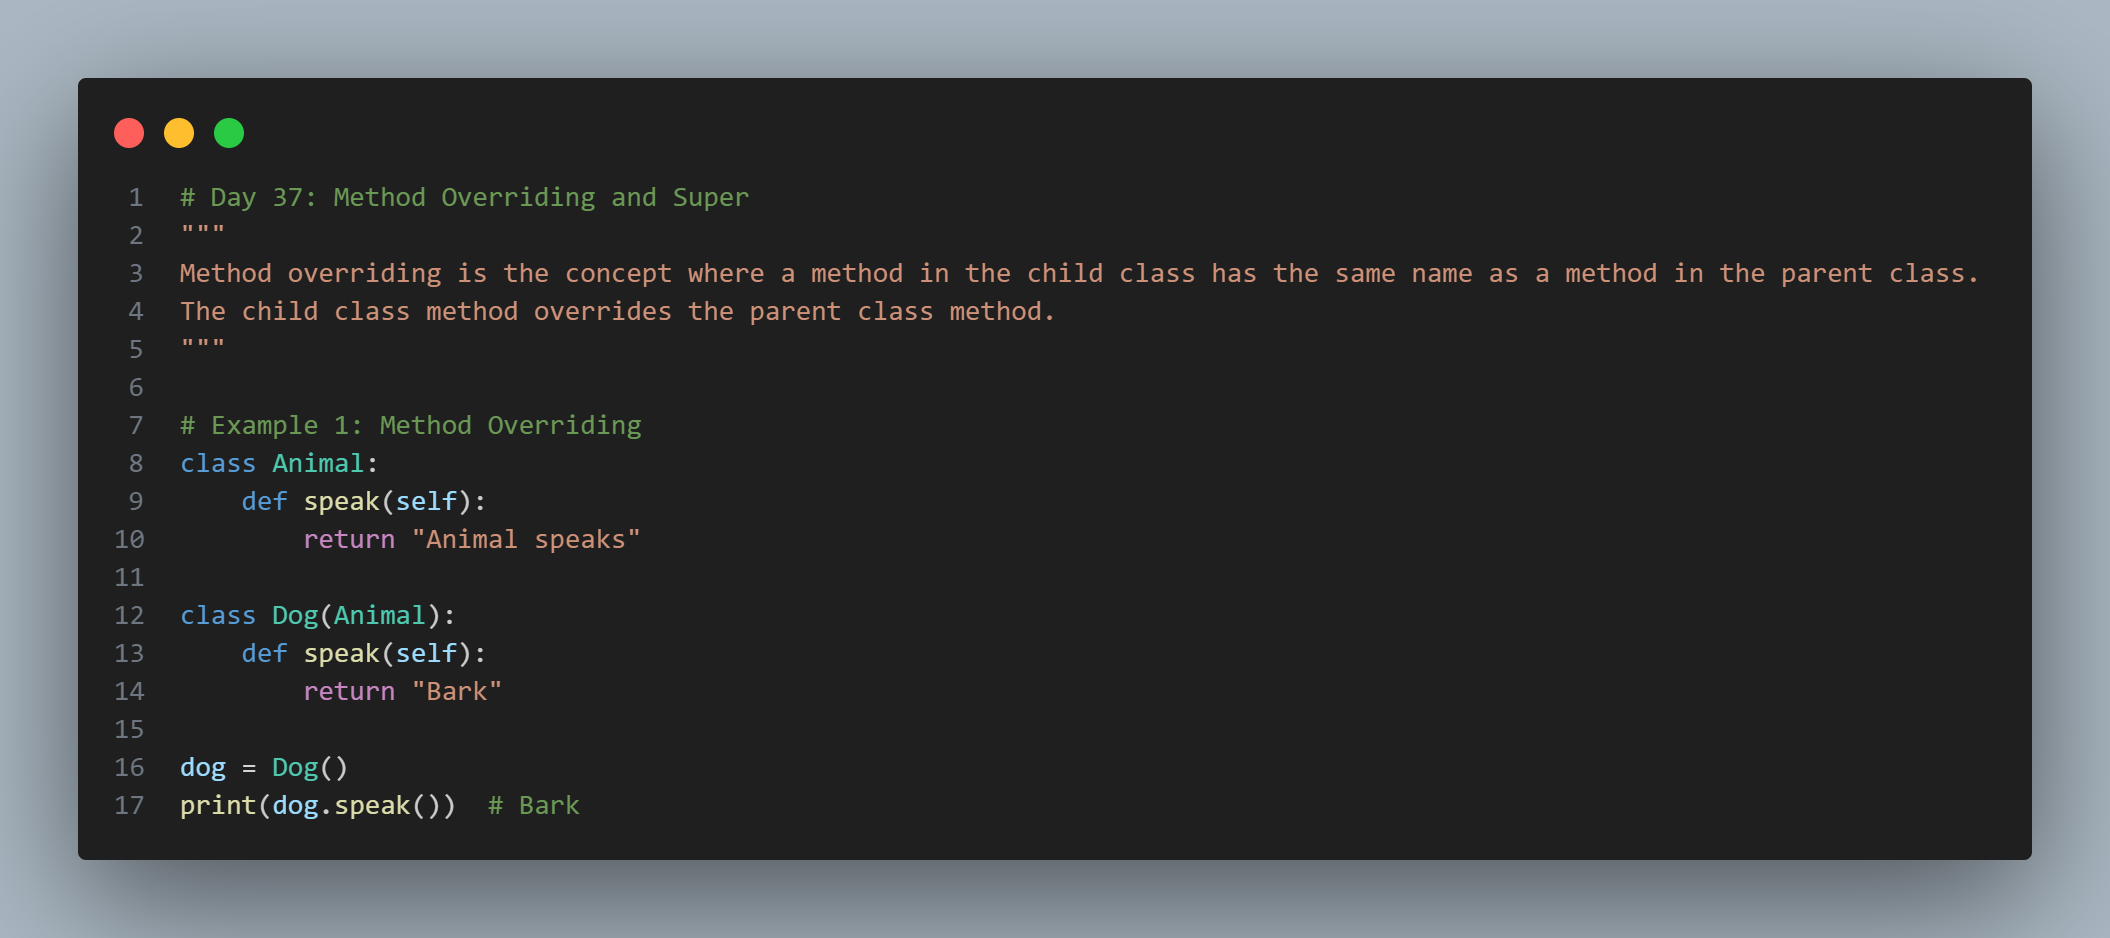 1 # Day 37: Method Overriding and Super
2 """
3 Method overriding is the concept where a method in the child class has the same name as a method in the parent class.
4 The child class method overrides the parent class method.
5 """
6
7 # Example 1: Method Overriding
8 class Animal:
9     def speak(self):
10         return "Animal speaks"
11
12 class Dog(Animal):
13     def speak(self):
14         return "Bark"
15
16 dog = Dog()
17 print(dog.speak())  # Bark